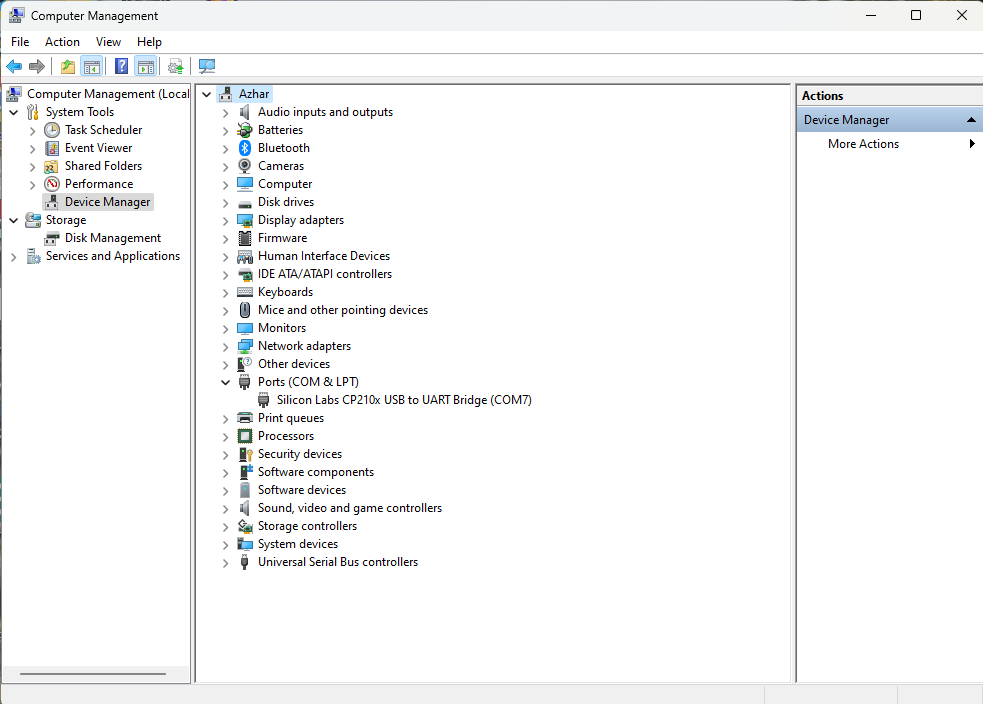 Computer Management
File Action View Help
Computer Management (Local
System Tools
Task Scheduler
Event Viewer
Shared Folders
Performance
Device Manager
Storage
Disk Management
Services and Applications
Azhar
Audio inputs and outputs
Batteries
Bluetooth
Cameras
Computer
Disk drives
Display adapters
Firmware
Human Interface Devices
IDE ATA/ATAPI controllers
Keyboards
Mice and other pointing devices
Monitors
Network adapters
Other devices
Ports (COM & LPT)
Silicon Labs CP210x USB to UART Bridge (COM7)
Print queues
Processors
Security devices
Software components
Software devices
Sound, video and game controllers
Storage controllers
System devices
Universal Serial Bus controllers
Actions
Device Manager
More Actions